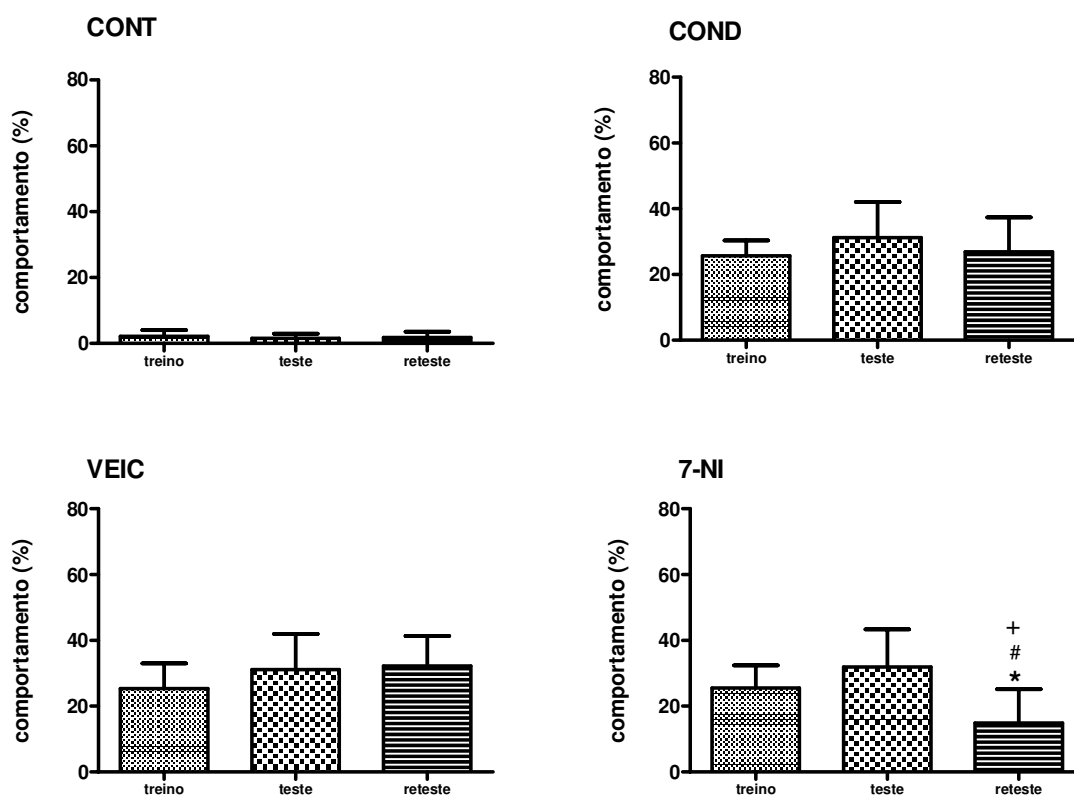 CONT
80
60
40
20
0
comportamento (%)
treino teste reteste
COND
80
60
40
20
0
comportamento (%)
treino teste reteste
VEIC
80
60
40
20
0
comportamento (%)
treino teste reteste
7-NI
80
60
40
20
0
comportamento (%)
+
#
*
treino teste reteste